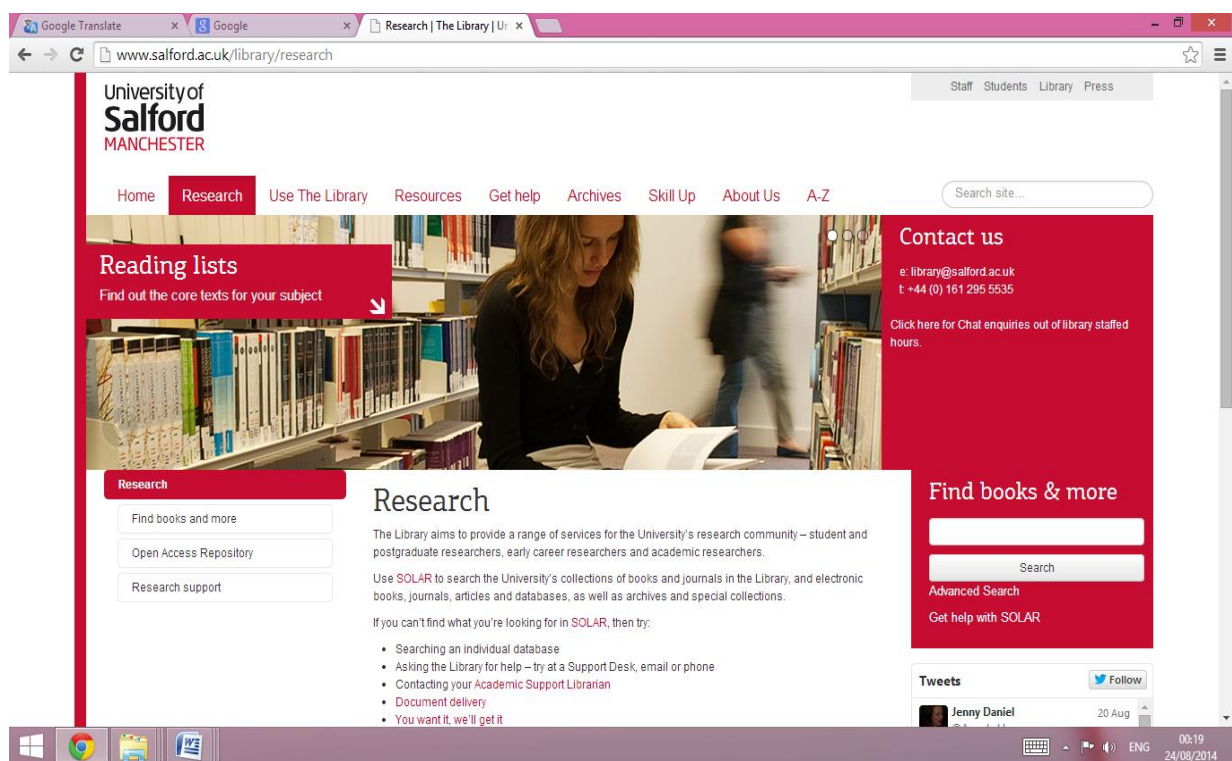 Google Translate
Google
Research | The Library | Ur
www.salford.ac.uk/library/research
University of
Salford
MANCHESTER
Staff Students Library Press
Home Research Use The Library Resources Get help Archives Skill Up About Us A-Z
Search site...
Reading lists
Find out the core texts for your subject
Contact us
e: library@salford.ac.uk
t: +44 (0) 161 295 5535
Click here for Chat enquiries out of library staffed
hours.
Research
Find books and more
Open Access Repository
Research support
Research
The Library aims to provide a range of services for the University's research community – student and
postgraduate researchers, early career researchers and academic researchers.
Use SOLAR to search the University's collections of books and journals in the Library, and electronic
books, journals, articles and databases, as well as archives and special collections.
If you can't find what you're looking for in SOLAR, then try:
• Searching an individual database
• Asking the Library for help – try at a Support Desk, email or phone
• Contacting your Academic Support Librarian
• Document delivery
• You want it, we'll get it
Find books & more
Search
Advanced Search
Get help with SOLAR
Tweets
Follow
Jenny Daniel
20 Aug
ENG
00:19
24/08/2014